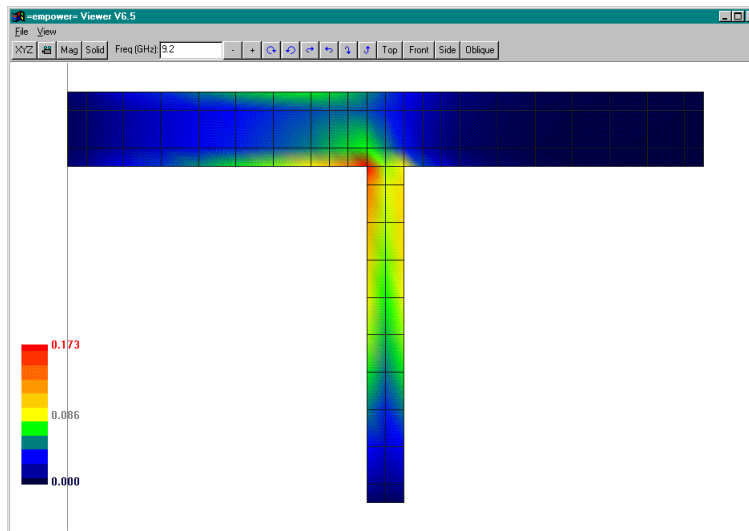 =empower= Viewer V6.5
File View
XYZ Mag Solid Freq (GHz): 9.2 - + Top Front Side Oblique
0.173
0.086
0.000